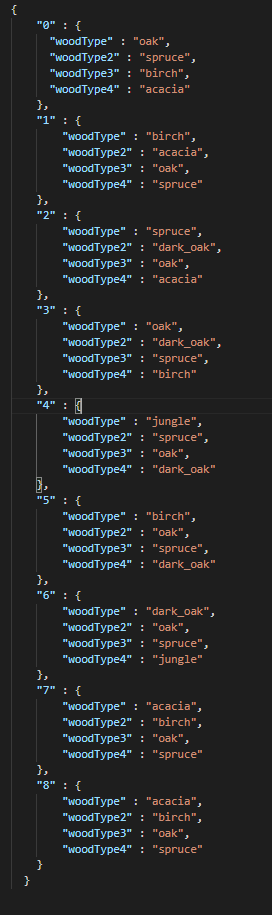 {
"0" : {
"woodType" : "oak",
"woodType2" : "spruce",
"woodType3" : "birch",
"woodType4" : "acacia"
},
"1" : {
"woodType" : "birch",
"woodType2" : "acacia",
"woodType3" : "oak",
"woodType4" : "spruce"
},
"2" : {
"woodType" : "spruce",
"woodType2" : "dark_oak",
"woodType3" : "oak",
"woodType4" : "acacia"
},
"3" : {
"woodType" : "oak",
"woodType2" : "dark_oak",
"woodType3" : "spruce",
"woodType4" : "birch"
},
"4" : {
"woodType" : "jungle",
"woodType2" : "spruce",
"woodType3" : "oak",
"woodType4" : "dark_oak"
},
"5" : {
"woodType" : "birch",
"woodType2" : "oak",
"woodType3" : "spruce",
"woodType4" : "dark_oak"
},
"6" : {
"woodType" : "dark_oak",
"woodType2" : "oak",
"woodType3" : "spruce",
"woodType4" : "jungle"
},
"7" : {
"woodType" : "acacia",
"woodType2" : "birch",
"woodType3" : "oak",
"woodType4" : "spruce"
},
"8" : {
"woodType" : "acacia",
"woodType2" : "birch",
"woodType3" : "oak",
"woodType4" : "spruce"
}
}